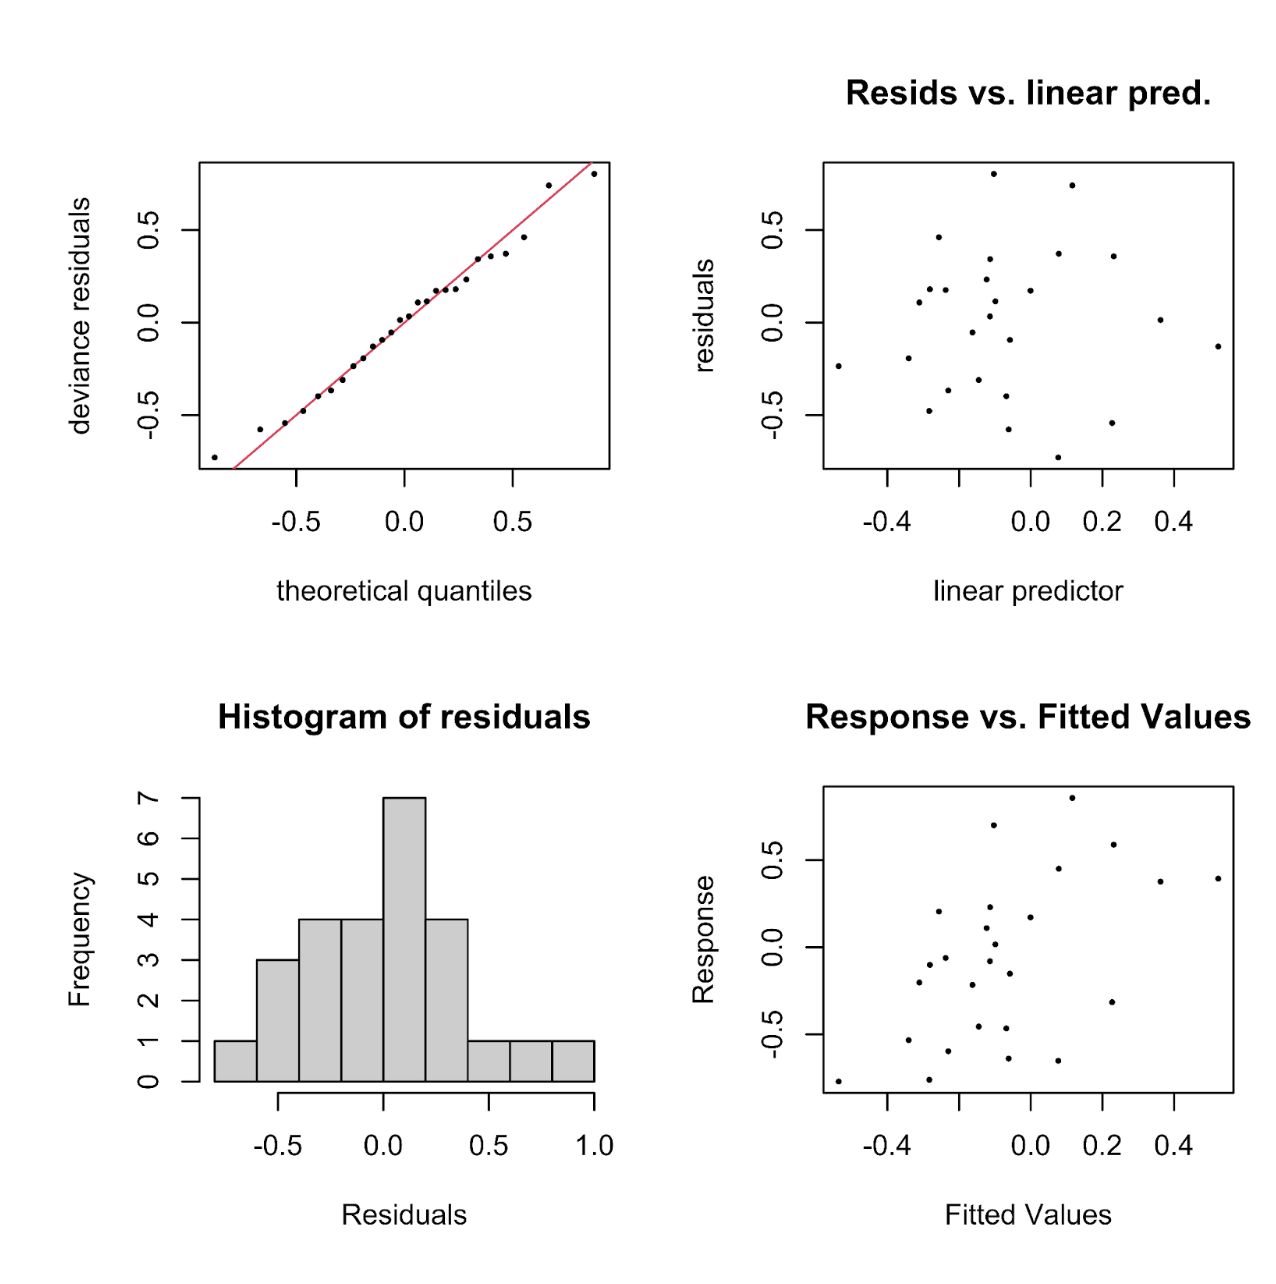 deviance residuals
-0.5 0.0 0.5
-0.5 0.0 0.5
theoretical quantiles
Resids vs. linear pred.
residuals
-0.5 0.0 0.5
-0.4 0.0 0.2 0.4
linear predictor
Histogram of residuals
Frequency
0 1 2 3 4 5 6 7
-0.5 0.0 0.5 1.0
Residuals
Response vs. Fitted Values
Response
-0.5 0.0 0.5
-0.4 0.0 0.2 0.4
Fitted Values